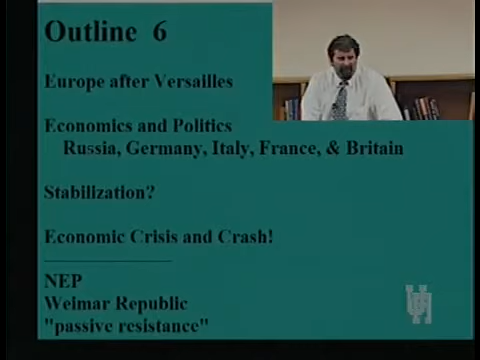 Outline 6
Europe after Versailles
Economics and Politics
Russia, Germany, Italy, France, & Britain
Stabilization?
Economic Crisis and Crash!
NEP
Weimar Republic
"passive resistance"
UH